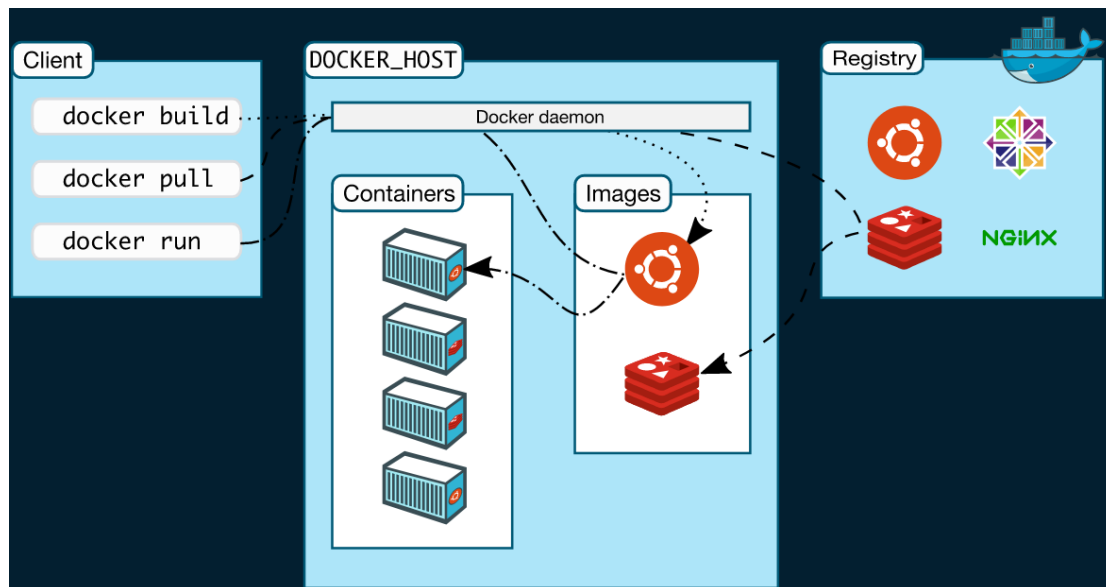 Client
docker build
docker pull
docker run
DOCKER_HOST
Docker daemon
Containers
Images
Registry
NGiNX